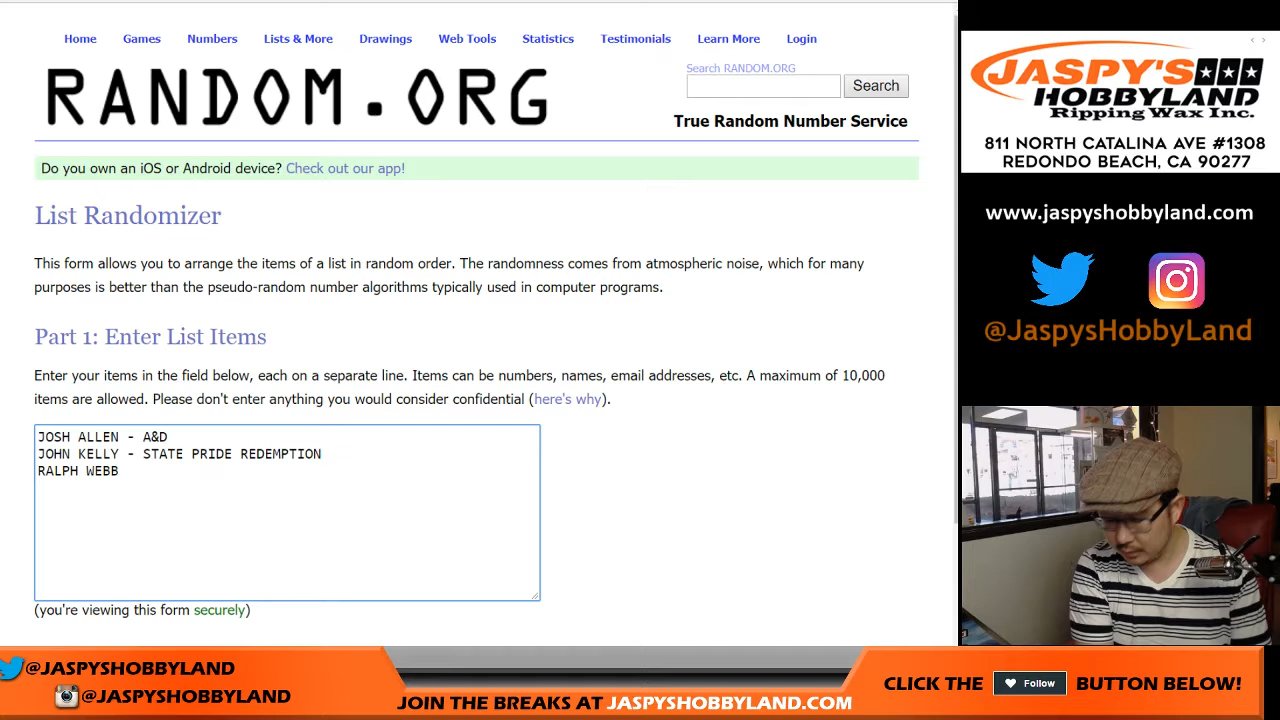 Home Games Numbers Lists & More Drawings Web Tools Statistics Testimonials Learn More Login
RANDOM.ORG
Search RANDOM.ORG
Search
True Random Number Service
Do you own an iOS or Android device? Check out our app!
List Randomizer
This form allows you to arrange the items of a list in random order. The randomness comes from atmospheric noise, which for many
purposes is better than the pseudo-random number algorithms typically used in computer programs.
Part 1: Enter List Items
Enter your items in the field below, each on a separate line. Items can be numbers, names, email addresses, etc. A maximum of 10,000
items are allowed. Please don't enter anything you would consider confidential (here's why).
JOSH ALLEN - A&D
JOHN KELLY - STATE PRIDE REDEMPTION
RALPH WEBB
(you're viewing this form securely)
JASPY'S
HOBBYLAND
Ripping Wax Inc.
811 NORTH CATALINA AVE #1308
REDONDO BEACH, CA 90277
www.jaspyshobbyland.com
@JaspysHobbyLand
@JASPYSHOBBYLAND
@JASPYSHOBBYLAND
JOIN THE BREAKS AT JASPYSHOBBYLAND.COM
CLICK THE Follow BUTTON BELOW!